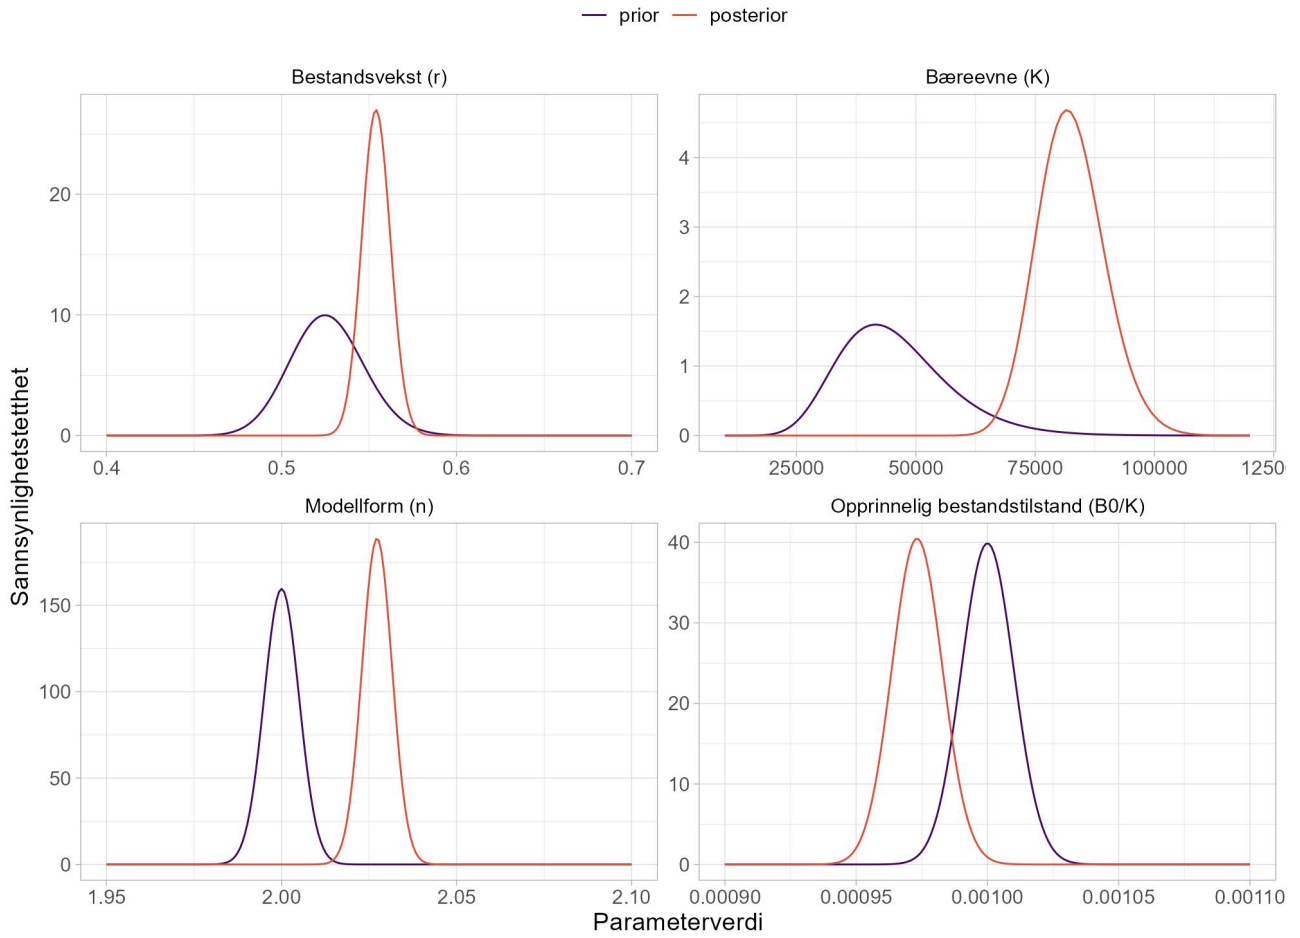 prior posterior
Bestandsvekst (r)
Bæreevne (K)
20
10
0
0.4 0.5 0.6 0.7
4
3
2
1
0
25000 50000 75000 100000 1250
Modellform (n)
Opprinnelig bestandstilstand (B0/K)
150
100
50
0
1.95 2.00 2.05 2.10
40
30
20
10
0
0.00090 0.00095 0.00100 0.00105 0.00110
Sannsynlighetstetthet
Parameterverdi